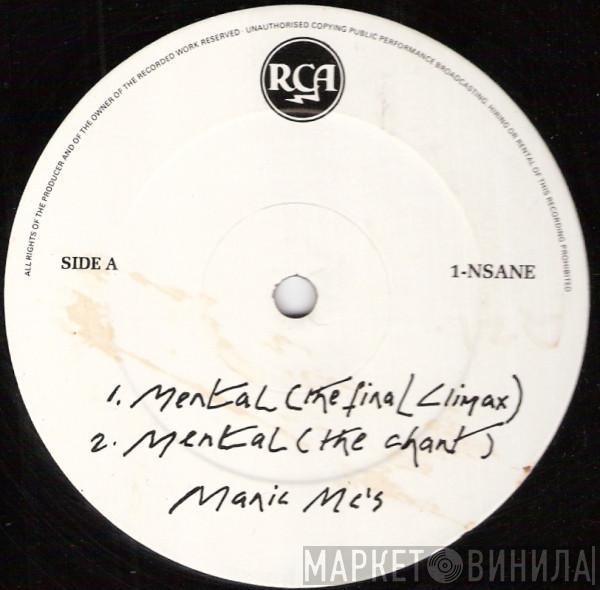 ALL RIGHTS OF THE PRODUCER AND OF THE OWNER OF THE RECORDED WORK RESERVED · UNAUTHORISED COPYING PUBLIC PERFORMANCE BROADCASTING HIRING OR RENTAL OF THIS RECORDING PROHIBITED
RCA
SIDE A
1-NSANE
1. Mental (the final Climax)
2. Mental (the chant)
Manic Mc's
МАРКЕТ ВИНИЛА